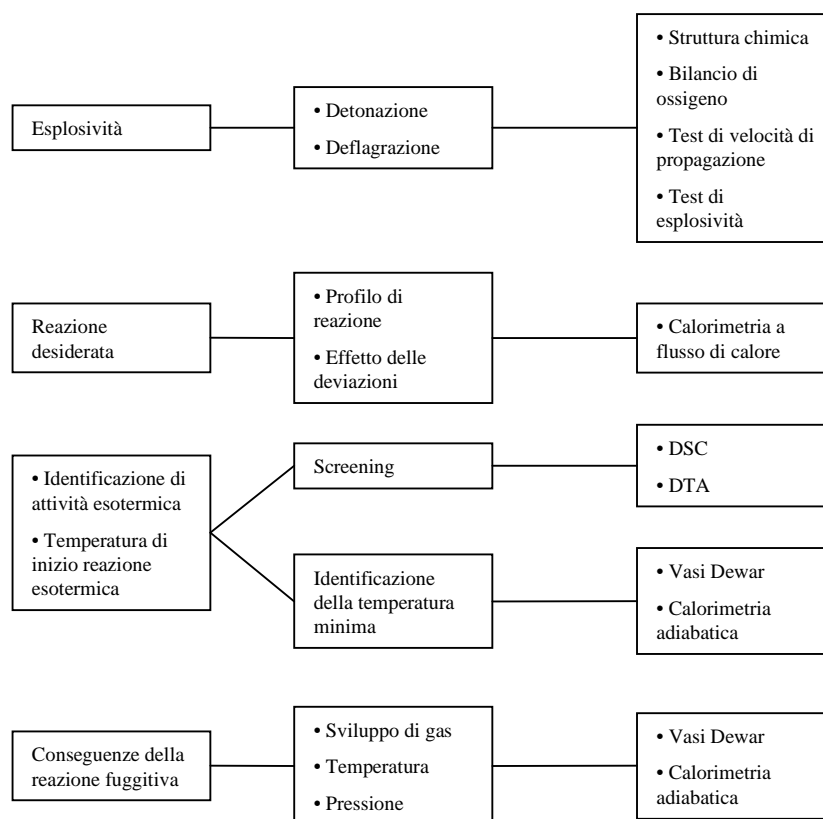 Esplosività
• Detonazione
• Deflagrazione
• Struttura chimica
• Bilancio di
ossigeno
• Test di velocità di
propagazione
• Test di
esplosività
Reazione
desiderata
• Profilo di
reazione
• Effetto delle
deviazioni
• Calorimetria a
flusso di calore
• Identificazione di
attività esotermica
• Temperatura di
inizio reazione
esotermica
Screening
• DSC
• DTA
Identificazione
della temperatura
minima
• Vasi Dewar
• Calorimetria
adiabatica
Conseguenze della
reazione fuggitiva
• Sviluppo di gas
• Temperatura
• Pressione
• Vasi Dewar
• Calorimetria
adiabatica